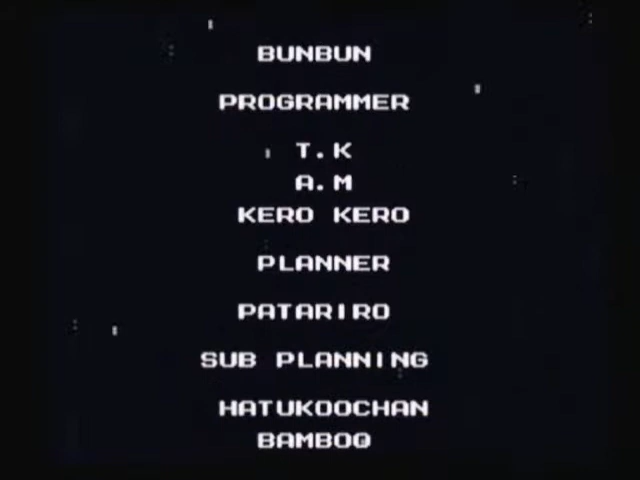 BUNBUN
PROGRAMMER
T.K
A.M
KERO KERO
PLANNER
PATARIRO
SUB PLANNING
HATUKOOCHAN
BAMBOO